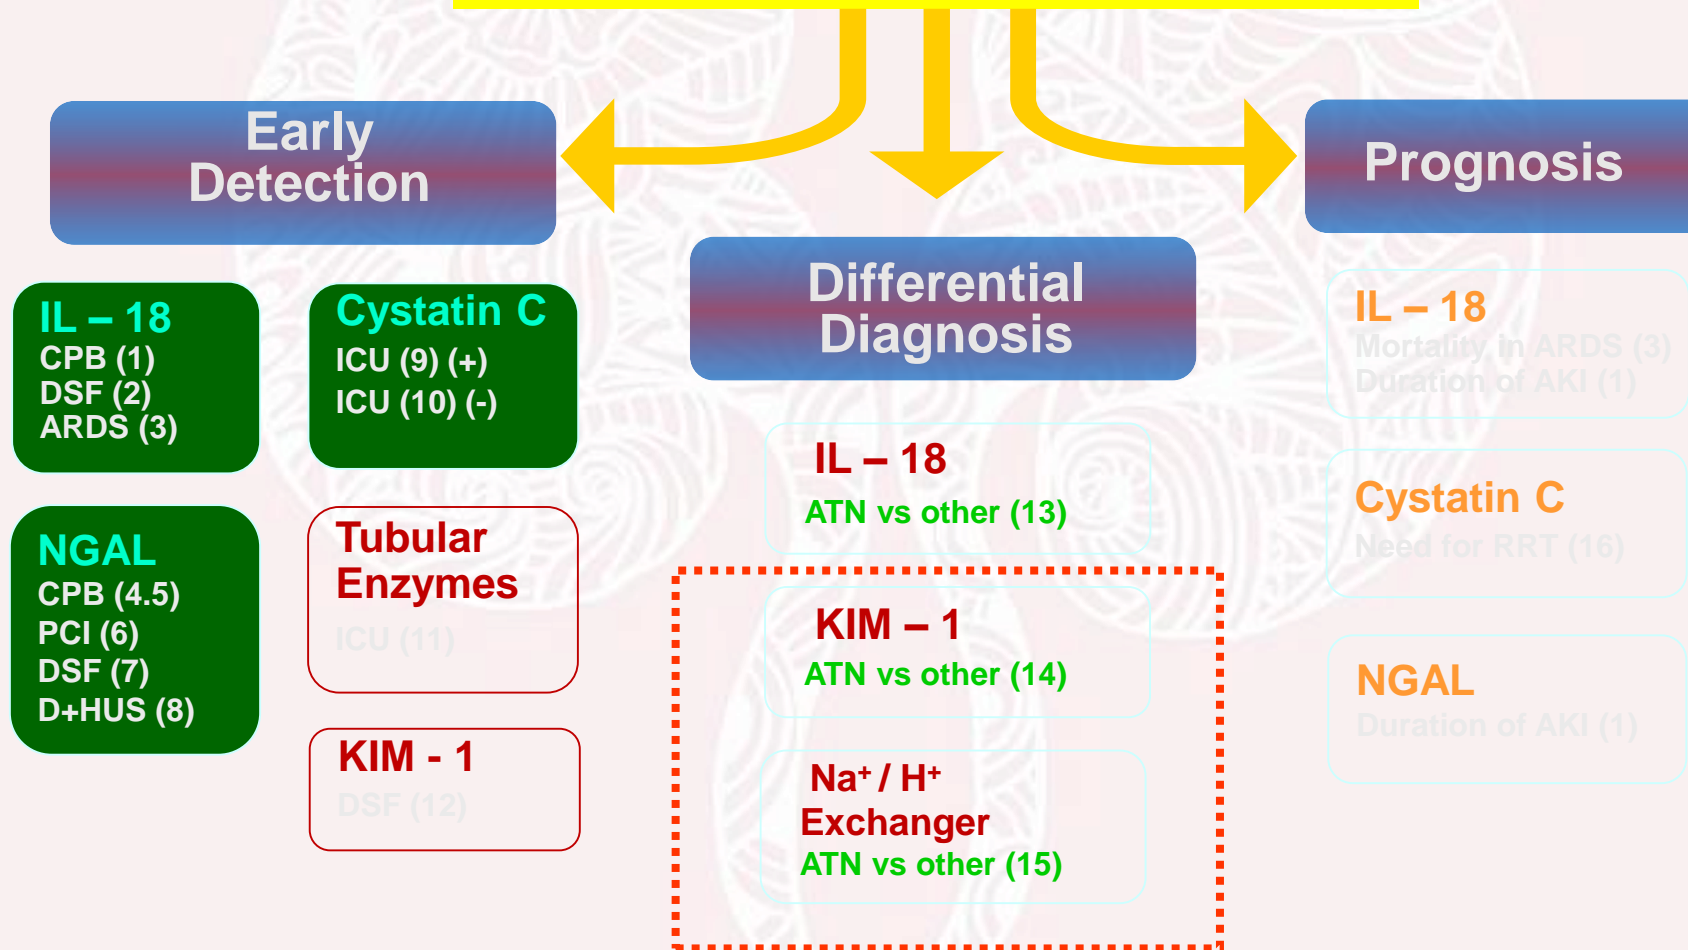 Early
Detection
IL – 18
CPB (1)
DSF (2)
ARDS (3)
Cystatin C
ICU (9) (+)
ICU (10) (-)
NGAL
CPB (4.5)
PCI (6)
DSF (7)
D+HUS (8)
Tubular
Enzymes
ICU (11)
KIM - 1
DSF (12)
Differential
Diagnosis
IL – 18
ATN vs other (13)
KIM – 1
ATN vs other (14)
Na⁺ / H⁺
Exchanger
ATN vs other (15)
Prognosis
IL – 18
Mortality in ARDS (3)
Duration of AKI (1)
Cystatin C
Need for RRT (16)
NGAL
Duration of AKI (1)